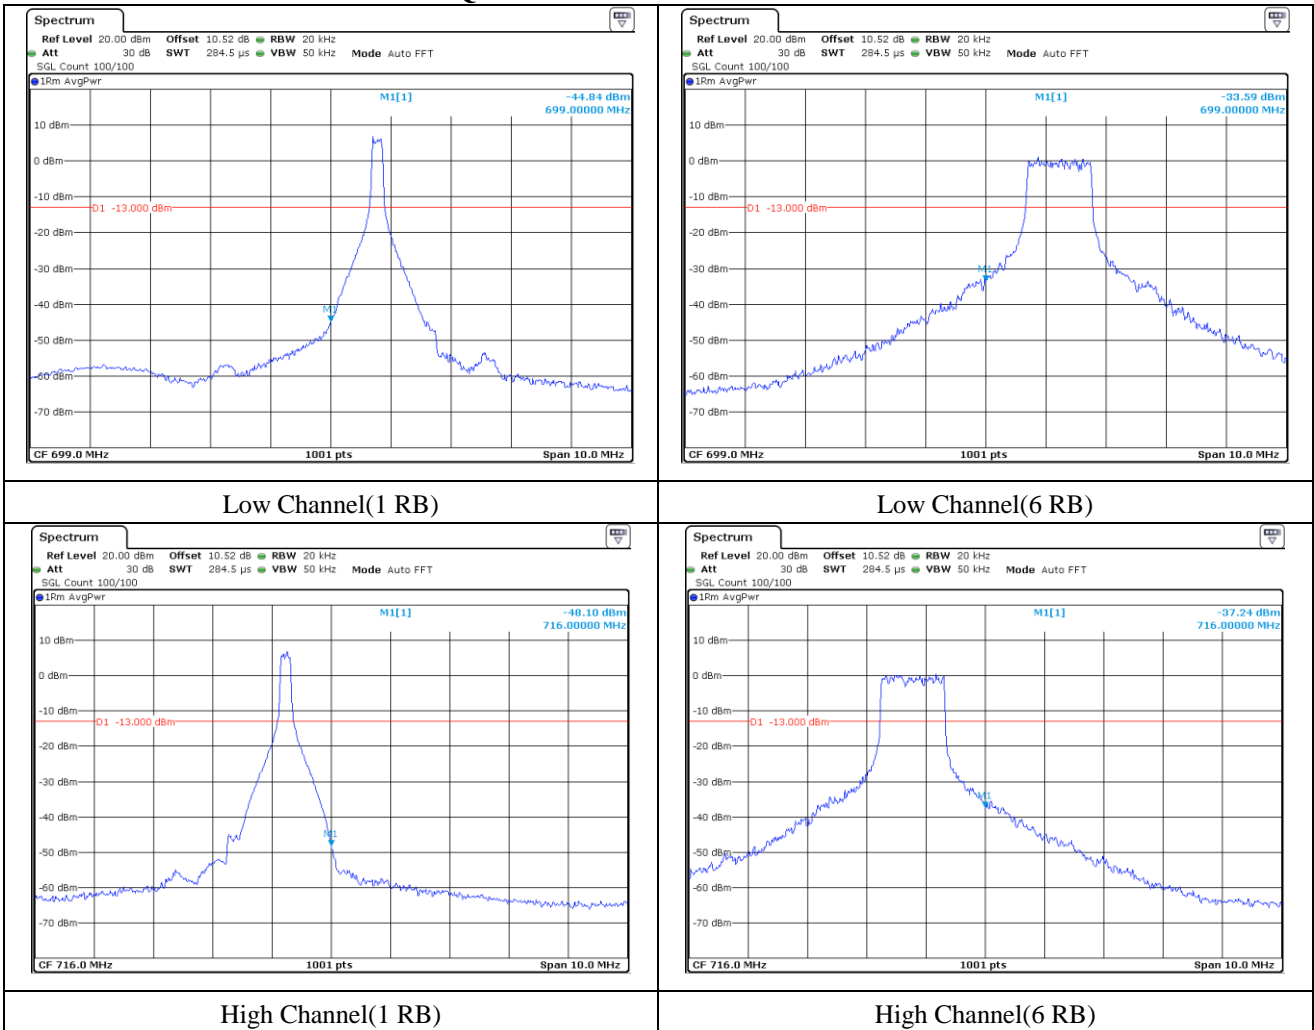 Q
Spectrum
Ref Level 20.00 dBm Offset 10.52 dB RBW 20 kHz
Att 30 dB SWT 284.5 µs VBW 50 kHz Mode Auto FFT
SGL Count 100/100
1Rm AvgPwr
M1[1] -44.84 dBm
699.00000 MHz
10 dBm
0 dBm
-10 dBm
D1 -13.000 dBm
-20 dBm
-30 dBm
-40 dBm
M1
-50 dBm
-60 dBm
-70 dBm
CF 699.0 MHz 1001 pts Span 10.0 MHz
Low Channel(1 RB)
Spectrum
Ref Level 20.00 dBm Offset 10.52 dB RBW 20 kHz
Att 30 dB SWT 284.5 µs VBW 50 kHz Mode Auto FFT
SGL Count 100/100
1Rm AvgPwr
M1[1] -33.59 dBm
699.00000 MHz
10 dBm
0 dBm
-10 dBm
D1 -13.000 dBm
-20 dBm
-30 dBm
M1
-40 dBm
-50 dBm
-60 dBm
-70 dBm
CF 699.0 MHz 1001 pts Span 10.0 MHz
Low Channel(6 RB)
Spectrum
Ref Level 20.00 dBm Offset 10.52 dB RBW 20 kHz
Att 30 dB SWT 284.5 µs VBW 50 kHz Mode Auto FFT
SGL Count 100/100
1Rm AvgPwr
M1[1] -48.10 dBm
716.00000 MHz
10 dBm
0 dBm
-10 dBm
D1 -13.000 dBm
-20 dBm
-30 dBm
-40 dBm
M1
-50 dBm
-60 dBm
-70 dBm
CF 716.0 MHz 1001 pts Span 10.0 MHz
High Channel(1 RB)
Spectrum
Ref Level 20.00 dBm Offset 10.52 dB RBW 20 kHz
Att 30 dB SWT 284.5 µs VBW 50 kHz Mode Auto FFT
SGL Count 100/100
1Rm AvgPwr
M1[1] -37.24 dBm
716.00000 MHz
10 dBm
0 dBm
-10 dBm
D1 -13.000 dBm
-20 dBm
-30 dBm
M1
-40 dBm
-50 dBm
-60 dBm
-70 dBm
CF 716.0 MHz 1001 pts Span 10.0 MHz
High Channel(6 RB)